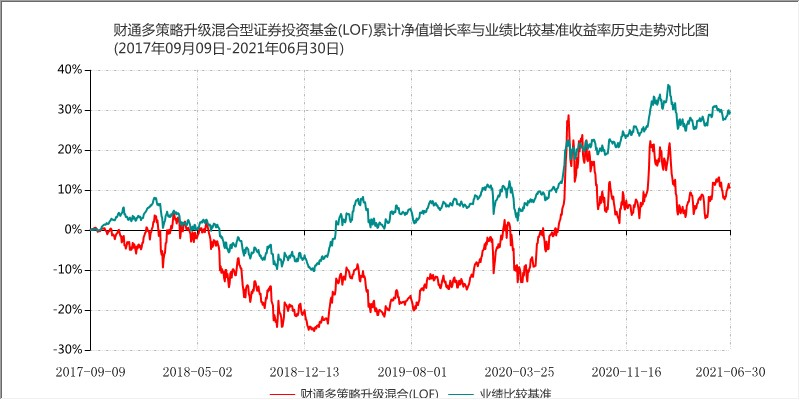 财通多策略升级混合型证券投资基金(LOF)累计净值增长率与业绩比较基准收益率历史走势对比图
(2017年09月09日-2021年06月30日)
40%
30%
20%
10%
0%
-10%
-20%
-30%
2017-09-09 2018-05-02 2018-12-13 2019-08-01 2020-03-25 2020-11-16 2021-06-30
财通多策略升级混合(LOF) 业绩比较基准